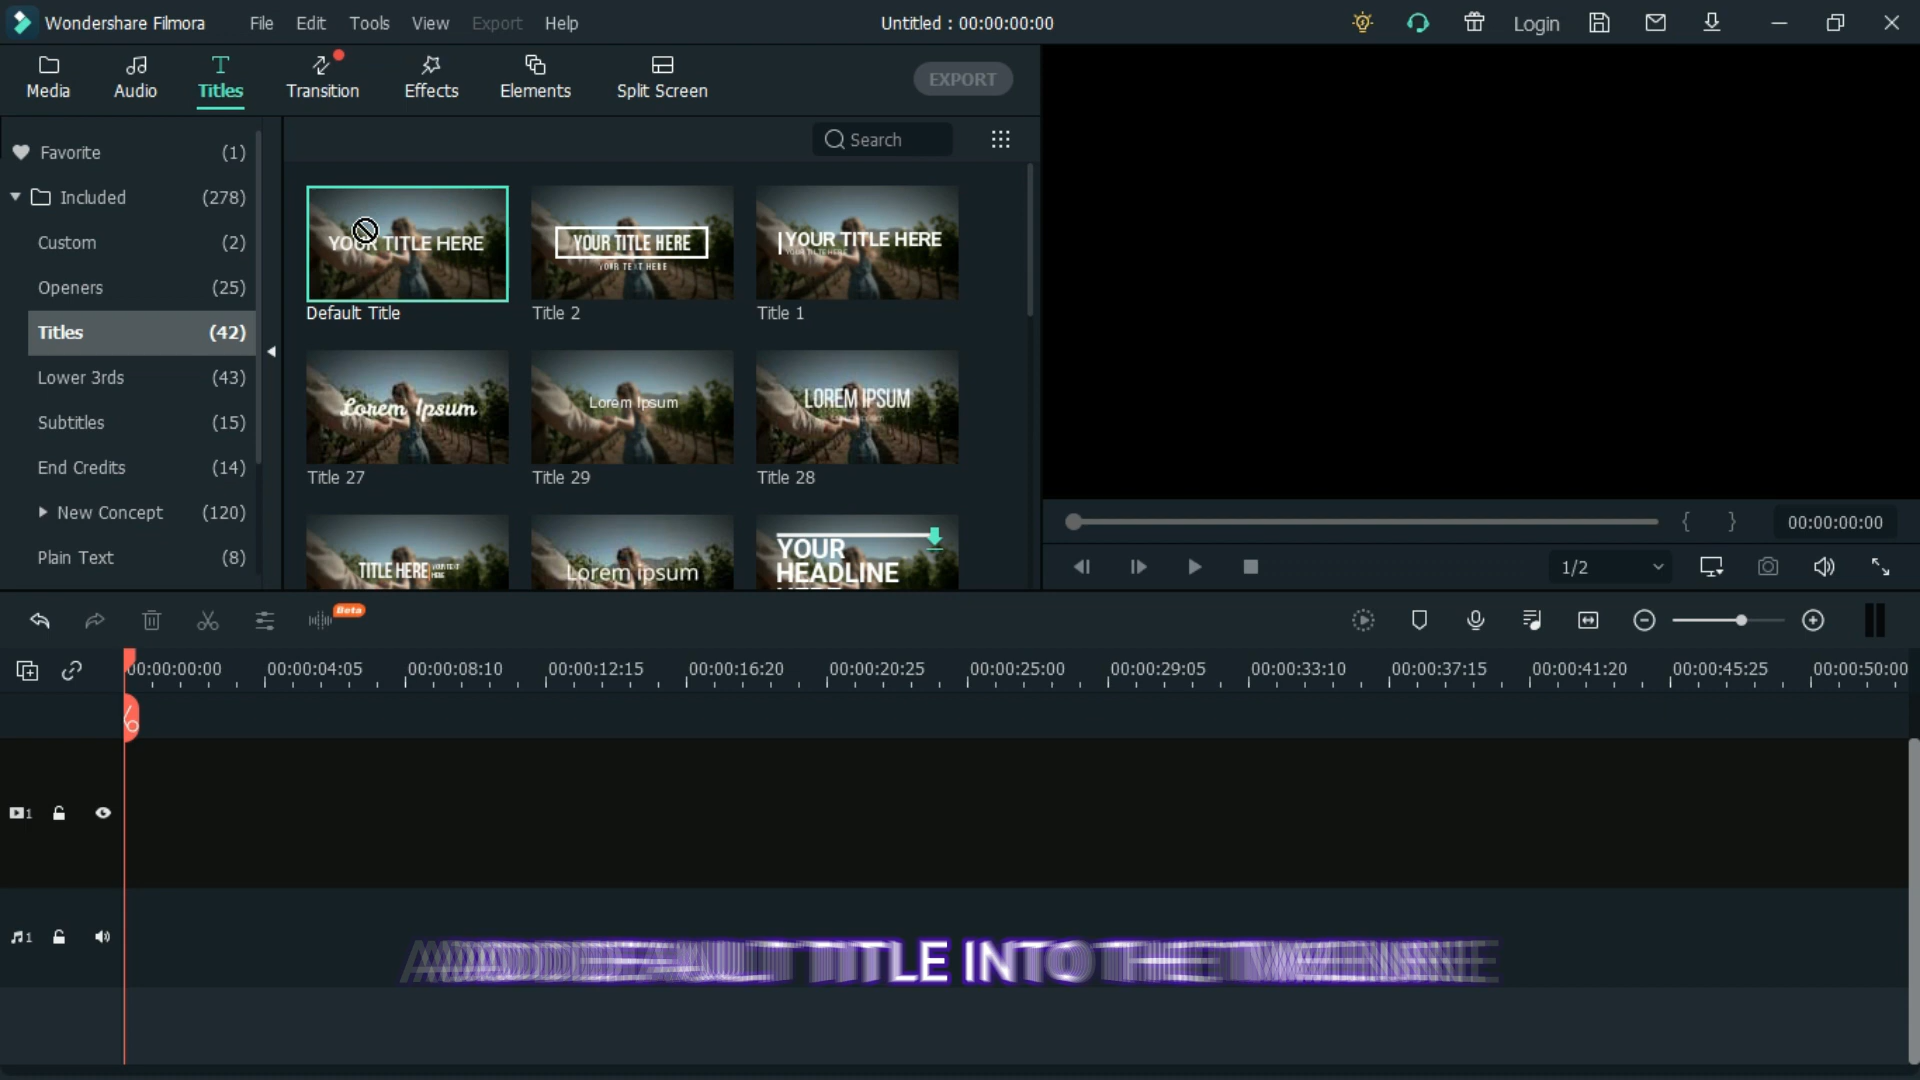 Wondershare Filmora File Edit Tools View Export Help Untitled : 00:00:00:00 Login
Media Audio Titles Transition Effects Elements Split Screen EXPORT
Search
Favorite (1)
Included (278)
Custom (2)
Openers (25)
Titles (42)
Lower 3rds (43)
Subtitles (15)
End Credits (14)
New Concept (120)
Plain Text (8)
YOUR TITLE HERE
Default Title
YOUR TITLE HERE
YOUR TEXT HERE
Title 2
YOUR TITLE HERE
Title 1
Lorem Ipsum
Title 27
Lorem Ipsum
Title 29
LOREM IPSUM
Title 28
TITLE HERE
Lorem ipsum
YOUR
HEADLINE
{ } 00:00:00:00
1/2
Beta
00:00:00:00 00:00:04:05 00:00:08:10 00:00:12:15 00:00:16:20 00:00:20:25 00:00:25:00 00:00:29:05 00:00:33:10 00:00:37:15 00:00:41:20 00:00:45:25 00:00:50:00
1
1
TITLE INTO THE